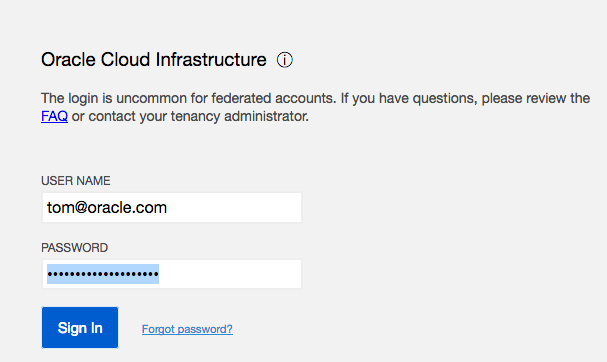 Oracle Cloud Infrastructure ⓘ
The login is uncommon for federated accounts. If you have questions, please review the
FAQ or contact your tenancy administrator.
USER NAME
tom@oracle.com
PASSWORD
••••••••••••••••••••
Sign In Forgot password?